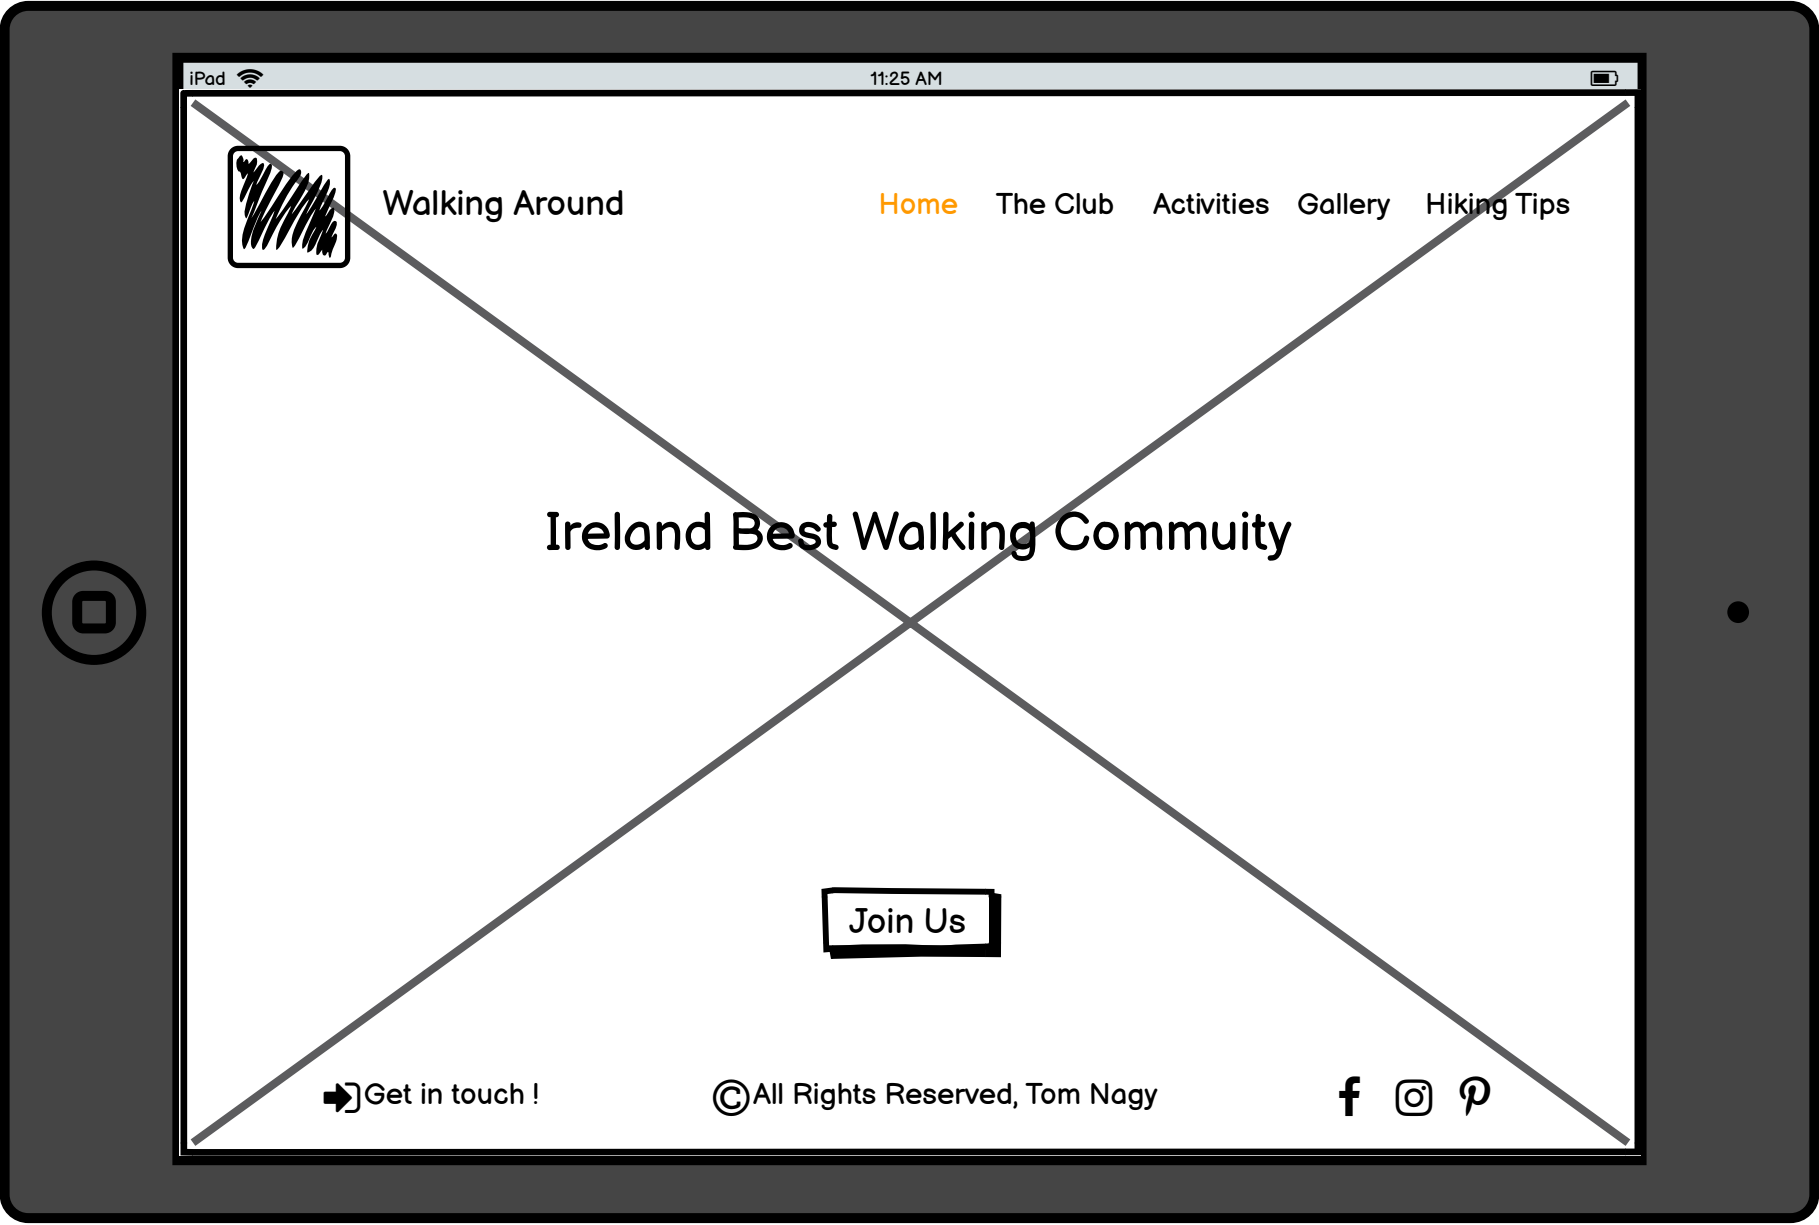 iPad 11:25 AM
Walking Around Home The Club Activities Gallery Hiking Tips
Ireland Best Walking Commuity
Join Us
Get in touch ! ©All Rights Reserved, Tom Nagy